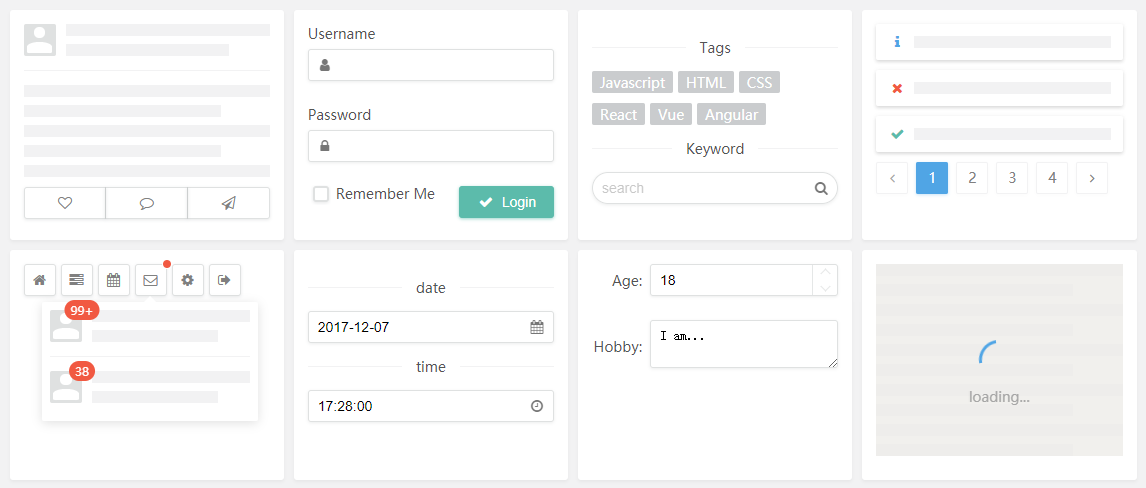 Username
Password
Remember Me
Login
Tags
Javascript HTML CSS
React Vue Angular
Keyword
search
1 2 3 4
99+
38
date
2017-12-07
time
17:28:00
Age: 18
Hobby: I am...
loading...